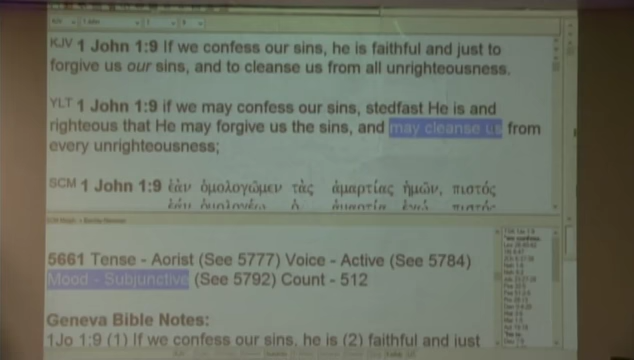 KJV 1 John 1:9 If we confess our sins, he is faithful and just to
forgive us our sins, and to cleanse us from all unrighteousness.
YLT 1 John 1:9 if we may confess our sins, stedfast He is and
righteous that He may forgive us the sins, and may cleanse us from
every unrighteousness;
SCM 1 John 1:9 ἐὰν ὁμολογῶμεν τὰς ἁμαρτίας ἡμῶν, πιστός
5661 Tense - Aorist (See 5777) Voice - Active (See 5784)
Mood - Subjunctive (See 5792) Count - 512
Geneva Bible Notes:
1Jo 1:9 (1) If we confess our sins, he is (2) faithful and just